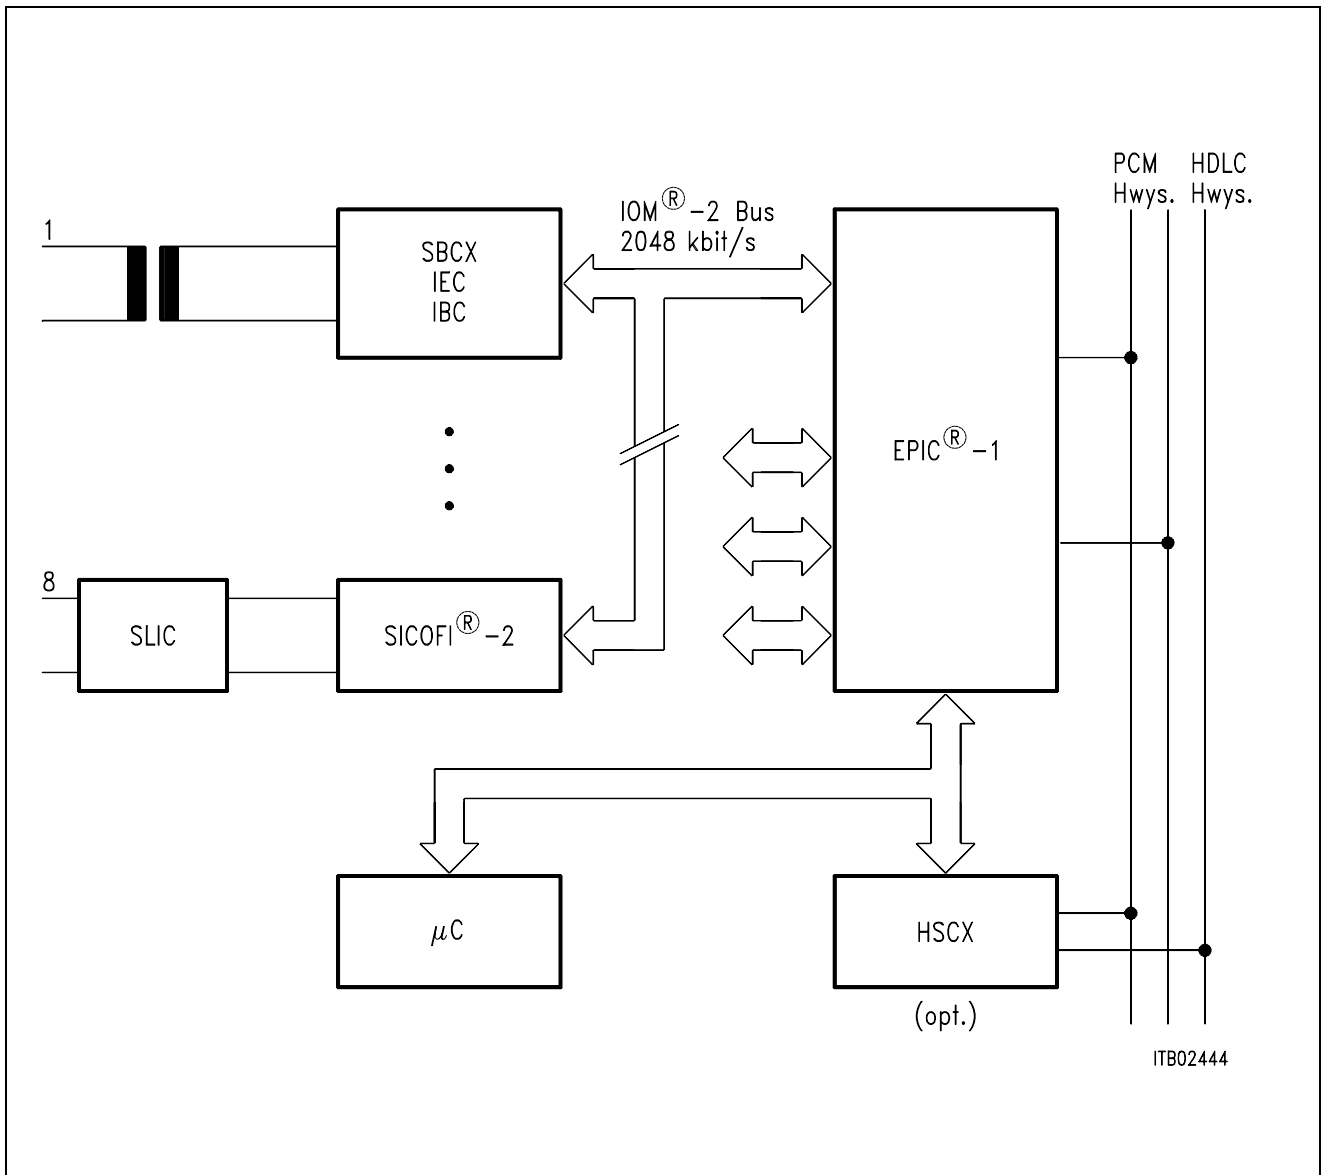 PCM HDLC
Hwys. Hwys.
IOM®-2 Bus
2048 kbit/s
1
SBCX
IEC
IBC
EPIC®-1
8
SLIC
SICOFI®-2
μC
HSCX
(opt.)
ITB02444